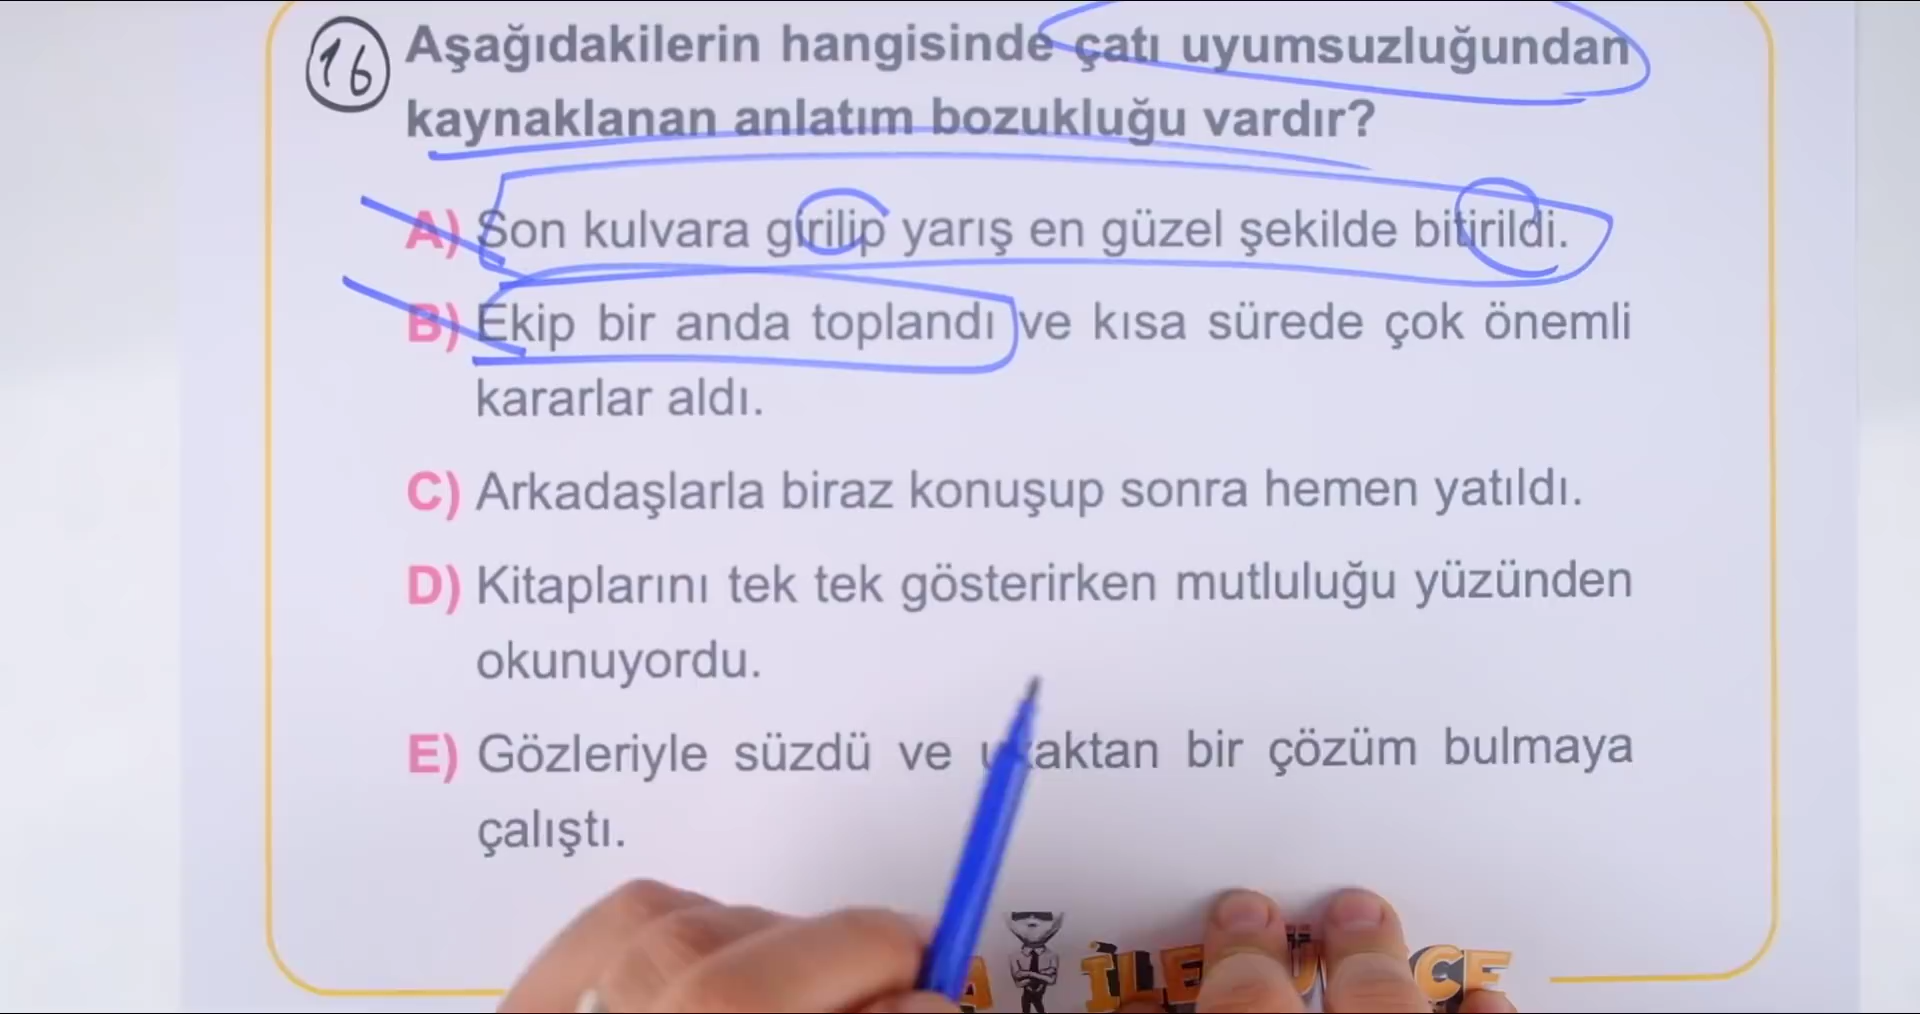 16 Aşağıdakilerin hangisinde çatı uyumsuzluğundan
kaynaklanan anlatım bozukluğu vardır?
A) Son kulvara girilip yarış en güzel şekilde bitirildi.
B) Ekip bir anda toplandı ve kısa sürede çok önemli
kararlar aldı.
C) Arkadaşlarla biraz konuşup sonra hemen yatıldı.
D) Kitaplarını tek tek gösterirken mutluluğu yüzünden
okunuyordu.
E) Gözleriyle süzdü ve uzaktan bir çözüm bulmaya
çalıştı.
İLE